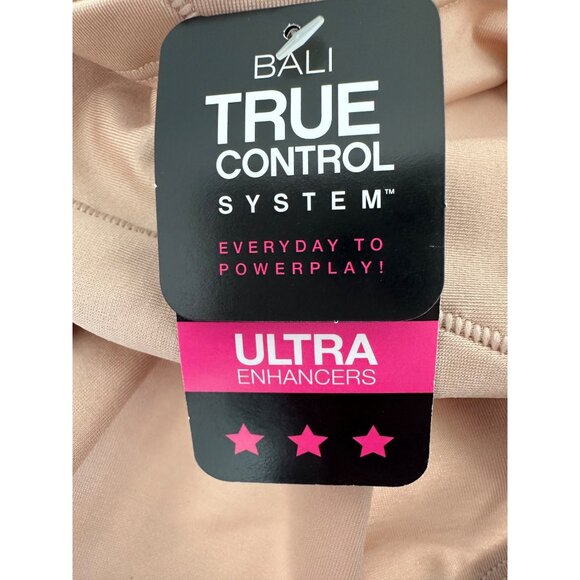 BALI
TRUE
CONTROL
SYSTEM™
EVERYDAY TO
POWERPLAY!
ULTRA
ENHANCERS